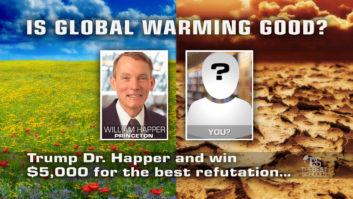 IS GLOBAL WARMING GOOD?
?
WILLIAM HAPPER
PRINCETON
YOU?
Trump Dr. Happer and win
$5,000 for the best refutation...